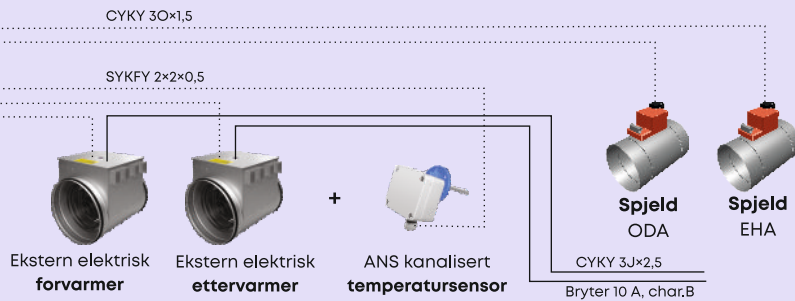 CYKY 3O×1,5
SYKFY 2×2×0,5
+
Spjeld
ODA
Spjeld
EHA
Ekstern elektrisk
forvarmer
Ekstern elektrisk
ettervarmer
ANS kanalisert
temperatursensor
CYKY 3J×2,5
Bryter 10 A, char.B